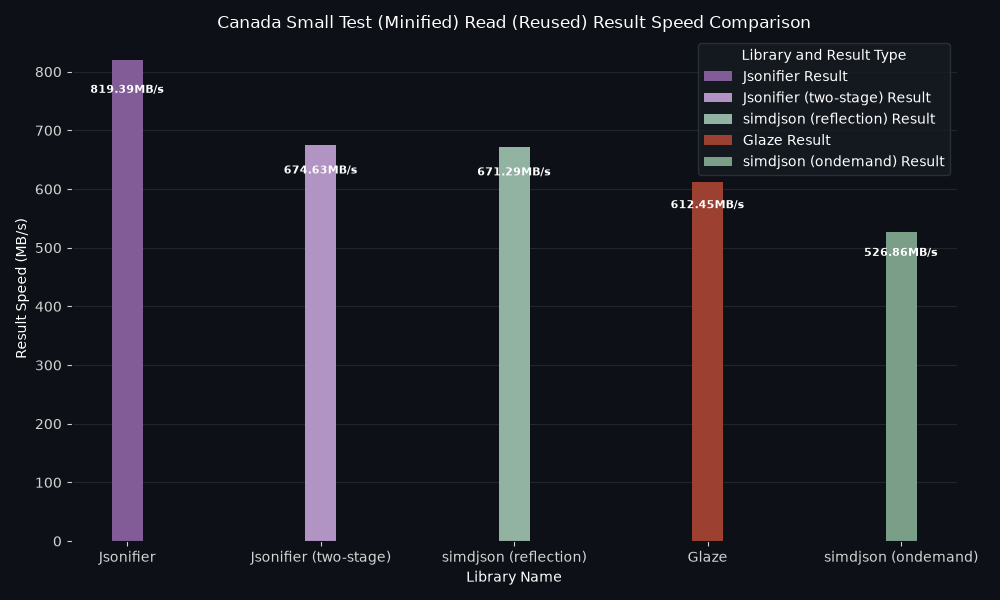 Canada Small Test (Minified) Read (Reused) Result Speed Comparison
Library and Result Type
Jsonifier Result
Jsonifier (two-stage) Result
simdjson (reflection) Result
Glaze Result
simdjson (ondemand) Result
Result Speed (MB/s)
800
700
600
500
400
300
200
100
0
819.39MB/s
674.63MB/s
671.29MB/s
612.45MB/s
526.86MB/s
Jsonifier
Jsonifier (two-stage)
simdjson (reflection)
Glaze
simdjson (ondemand)
Library Name